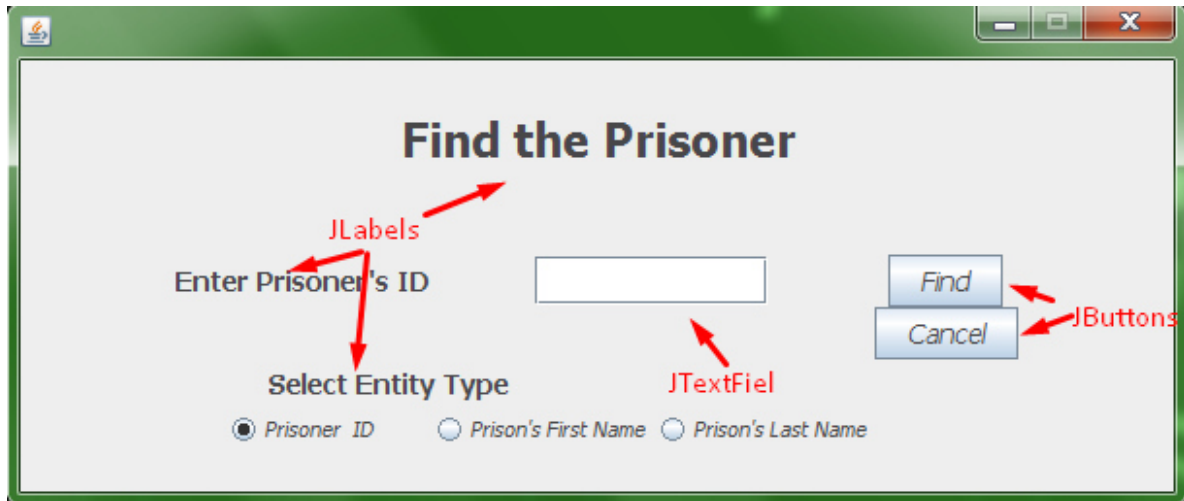 Find the Prisoner
JLabels
Enter Prisoner's ID
Find
Cancel
JButtons
JTextFiel
Select Entity Type
Prisoner ID
Prison's First Name
Prison's Last Name